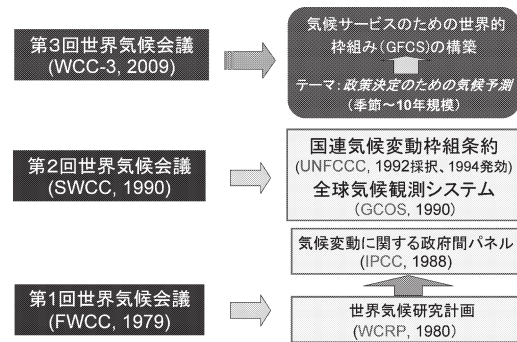 第3回世界気候会議
(WCC-3, 2009)
気候サービスのための世界的
枠組み(GFCS)の構築
テーマ:政策決定のための気候予測
(季節~10年規模)
第2回世界気候会議
(SWCC, 1990)
国連気候変動枠組条約
(UNFCCC, 1992採択、1994発効)
全球気候観測システム
(GCOS, 1990)
気候変動に関する政府間パネル
(IPCC, 1988)
第1回世界気候会議
(FWCC, 1979)
世界気候研究計画
(WCRP, 1980)